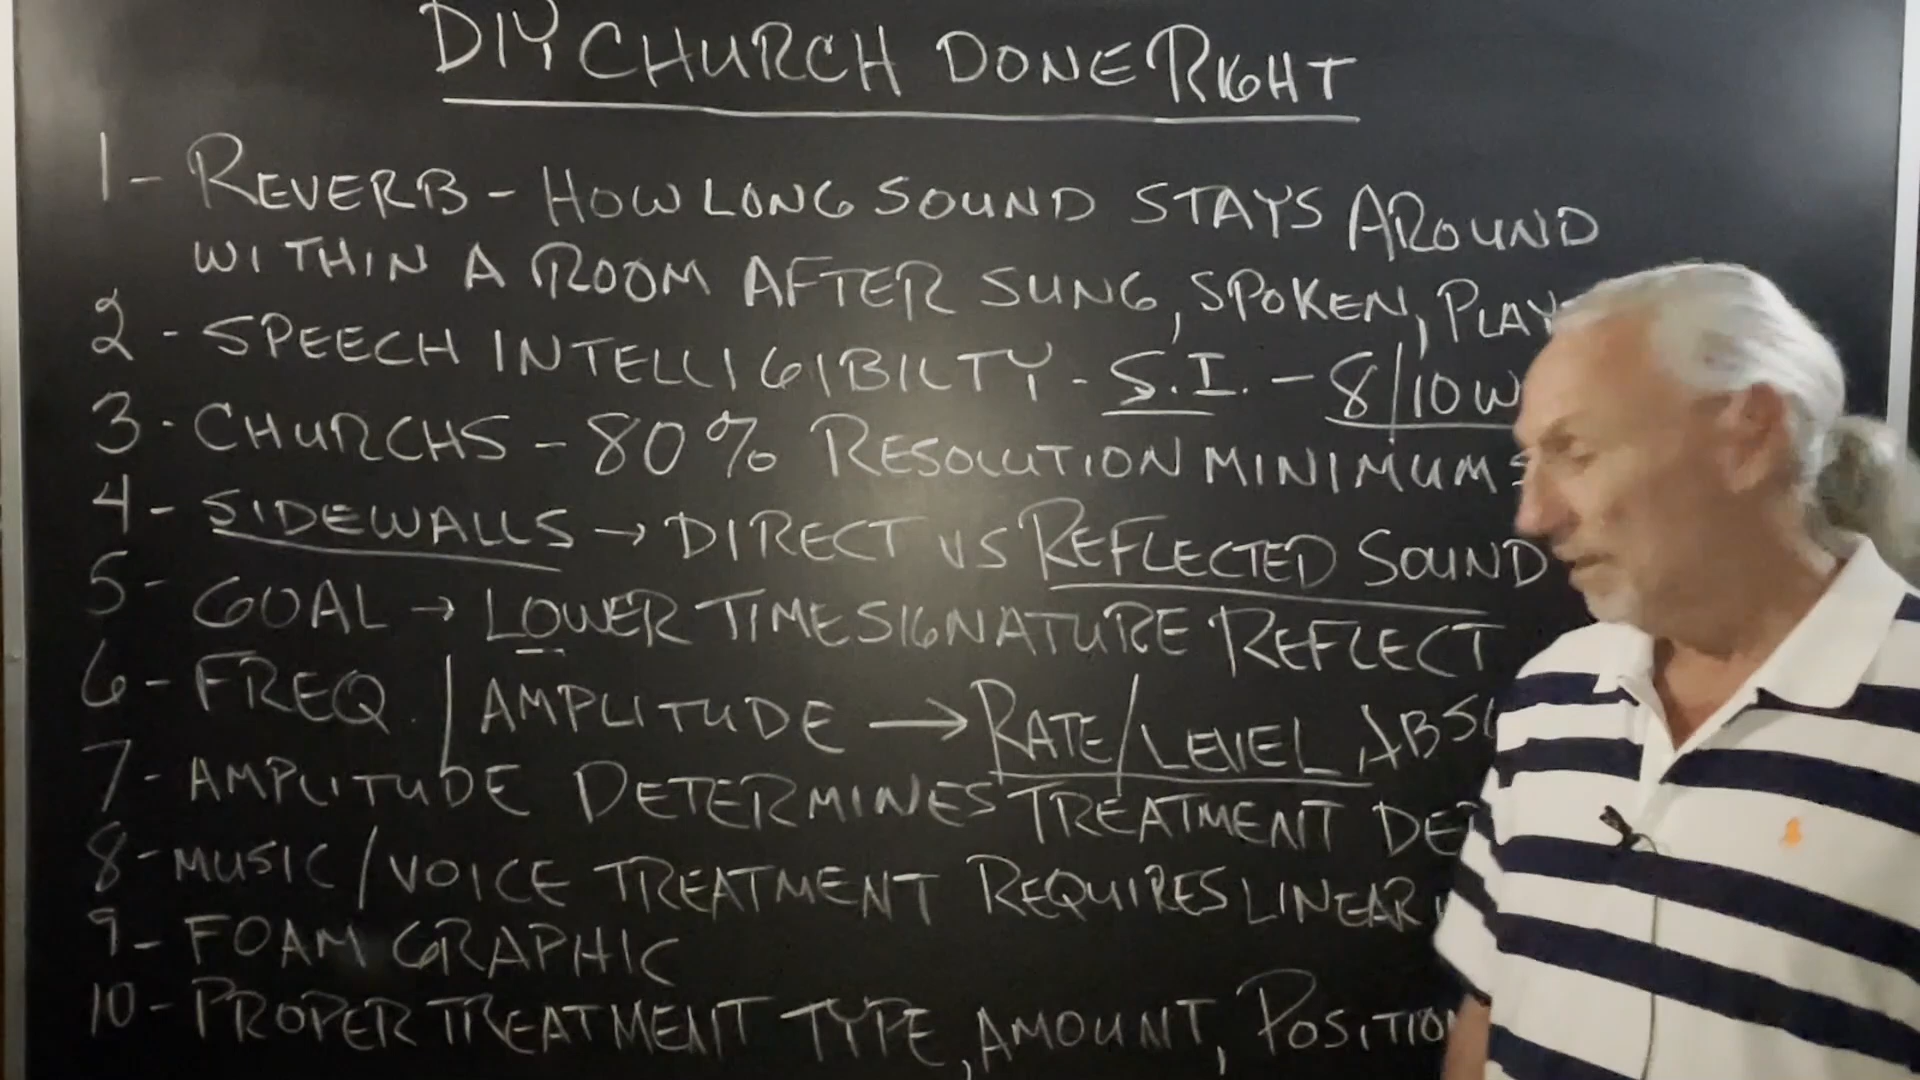 DIY CHURCH DONE RIGHT
1- REVERB - HOW LONG SOUND STAYS AROUND
WITHIN A ROOM AFTER SUNG, SPOKEN, PLAY
2 - SPEECH INTELLIGIBILTY - S.I. - 8/10 W
3 - CHURCHS - 80% RESOLUTION MINIMUM
4 - SIDEWALLS → DIRECT VS REFLECTED SOUND
5 - GOAL → LOWER TIME SIGNATURE REFLECT
6 - FREQ. / AMPLITUDE → RATE/LEVEL ABS
7 - AMPLITUDE DETERMINES TREATMENT DE
8 - MUSIC/VOICE TREATMENT REQUIRES LINEAR
9 - FOAM GRAPHIC
10 - PROPER TREATMENT TYPE, AMOUNT, POSITION